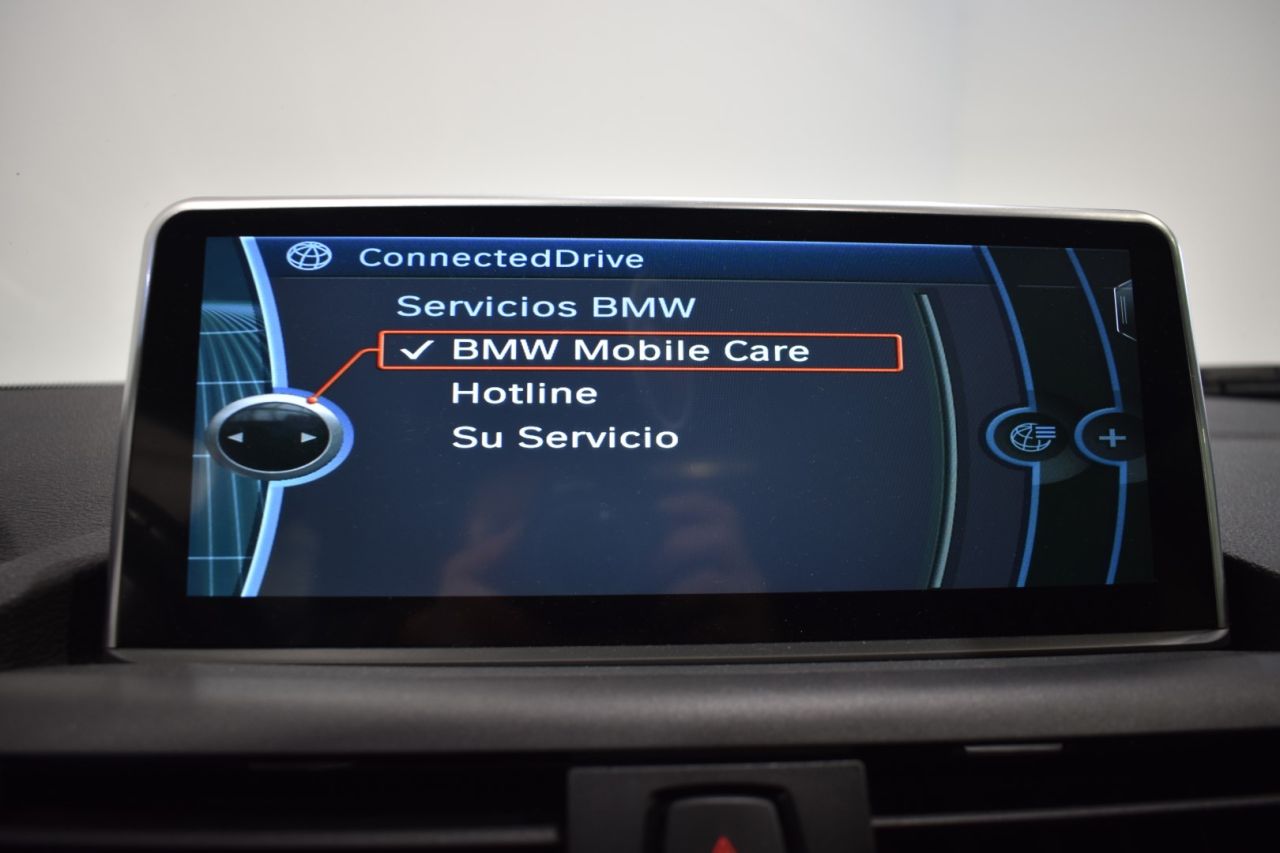 ConnectedDrive
Servicios BMW
✓ BMW Mobile Care
Hotline
Su Servicio